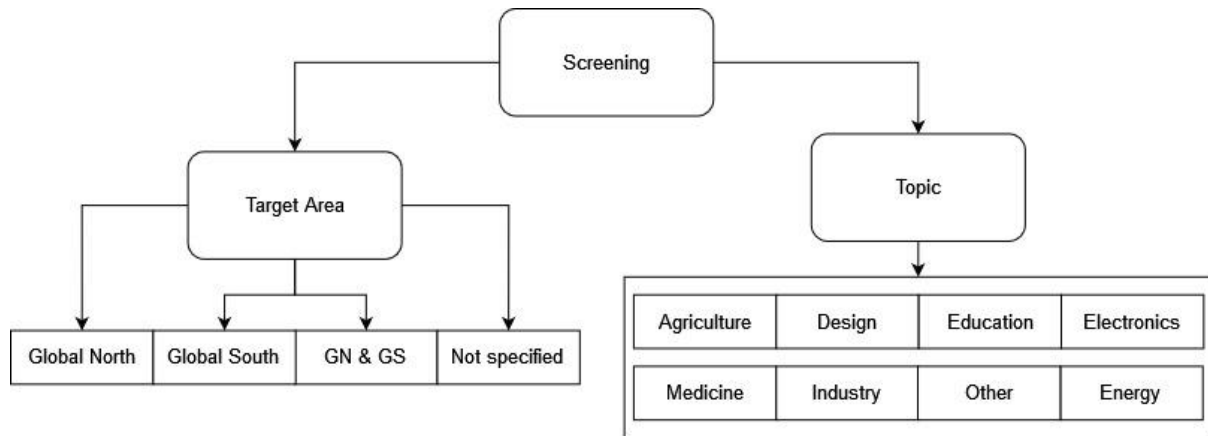 Screening
Target Area
Topic
Global North
Global South
GN & GS
Not specified
Agriculture
Design
Education
Electronics
Medicine
Industry
Other
Energy